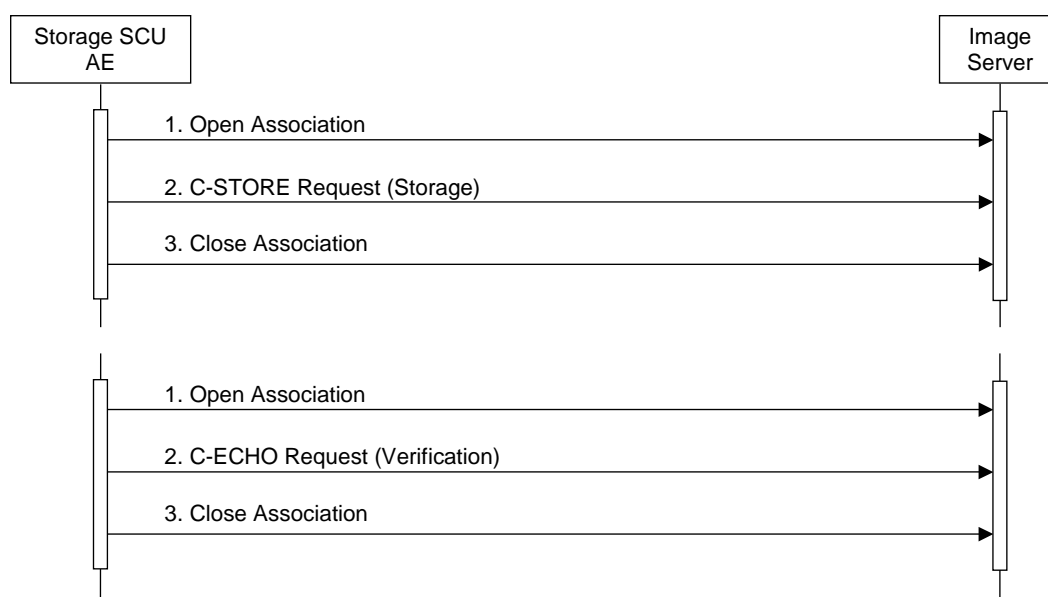 Storage SCU
AE
Image
Server
1. Open Association
2. C-STORE Request (Storage)
3. Close Association
1. Open Association
2. C-ECHO Request (Verification)
3. Close Association